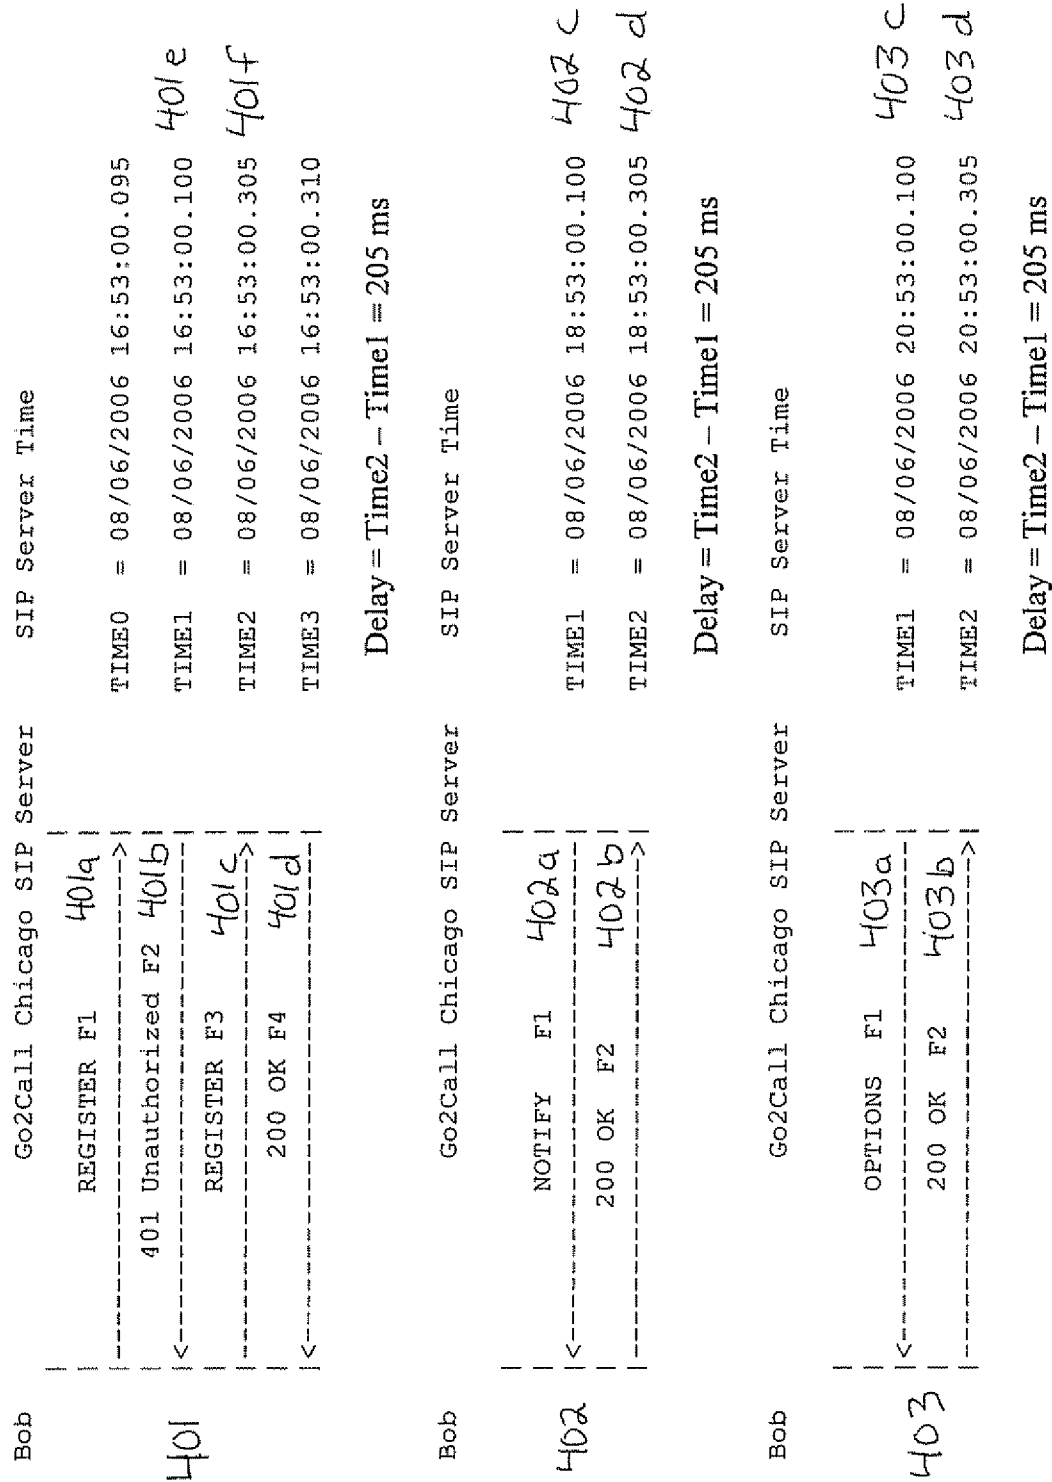 Bob Go2Call Chicago SIP Server SIP Server Time
REGISTER F1 401a TIME0 = 08/06/2006 16:53:00.095
401 Unauthorized F2 401b TIME1 = 08/06/2006 16:53:00.100 401e
401 REGISTER F3 401c TIME2 = 08/06/2006 16:53:00.305 401f
200 OK F4 401d TIME3 = 08/06/2006 16:53:00.310
Delay = Time2 – Time1 = 205 ms
Bob Go2Call Chicago SIP Server SIP Server Time
402 NOTIFY F1 402a TIME1 = 08/06/2006 18:53:00.100 402c
200 OK F2 402b TIME2 = 08/06/2006 18:53:00.305 402d
Delay = Time2 – Time1 = 205 ms
Bob Go2Call Chicago SIP Server SIP Server Time
403 OPTIONS F1 403a TIME1 = 08/06/2006 20:53:00.100 403c
200 OK F2 403b TIME2 = 08/06/2006 20:53:00.305 403d
Delay = Time2 – Time1 = 205 ms